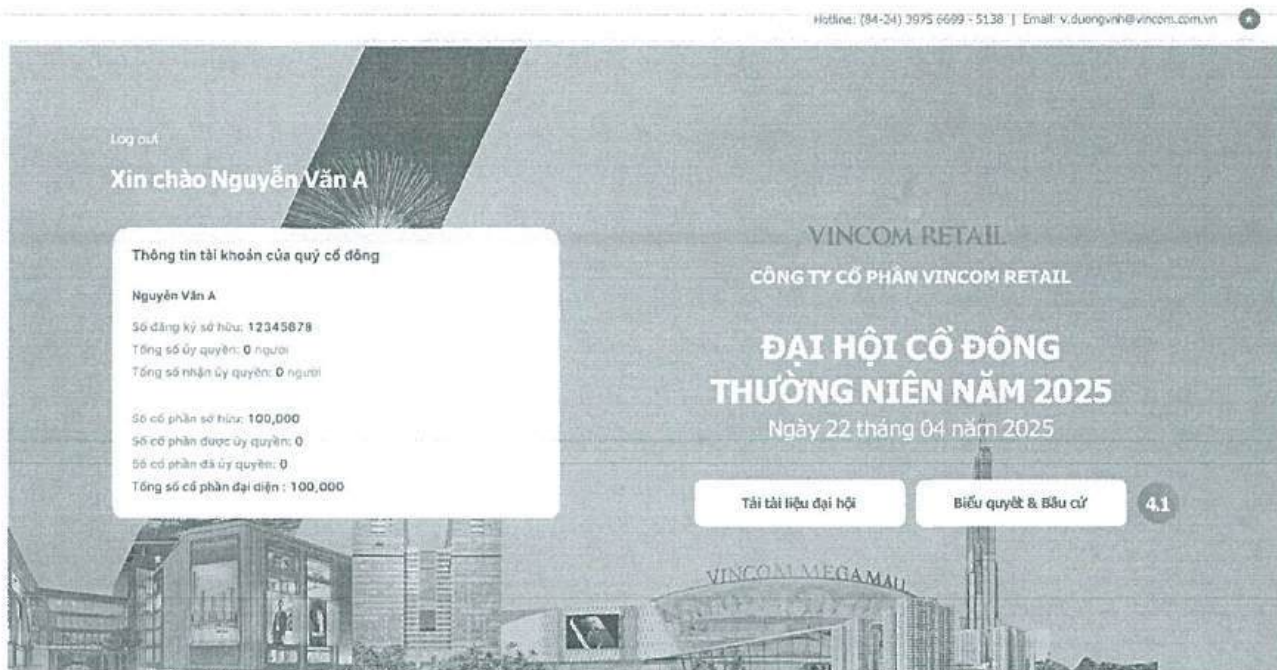 Hotline: (84-24) 3975 6699 - 5138 | Email: v.duongvnh@vincom.com.vn
Log out
Xin chào Nguyễn Văn A
Thông tin tài khoản của quý cổ đông
Nguyễn Văn A
Số đăng ký sở hữu: 12345678
Tổng số ủy quyền: 0 người
Tổng số nhận ủy quyền: 0 người
Số cổ phần sở hữu: 100,000
Số cổ phần được ủy quyền: 0
Số cổ phần đã ủy quyền: 0
Tổng số cổ phần đại diện : 100,000
VINCOM RETAIL
CÔNG TY CỔ PHẦN VINCOM RETAIL
ĐẠI HỘI CỔ ĐÔNG
THƯỜNG NIÊN NĂM 2025
Ngày 22 tháng 04 năm 2025
Tải tài liệu đại hội
Biểu quyết & Bầu cử
4.1
VINCOM MEGA MALL